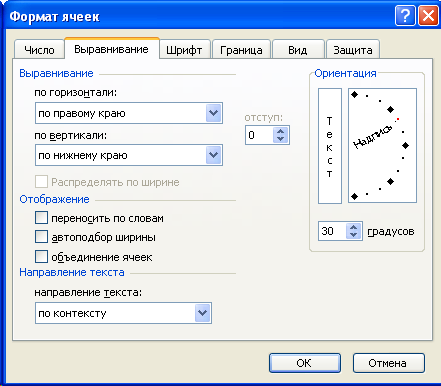 Формат ячеек
Число Выравнивание Шрифт Граница Вид Защита
Выравнивание
по горизонтали:
по правому краю
отступ:
по вертикали:
0
по нижнему краю
Распределять по ширине
Отображение
переносить по словам
автоподбор ширины
объединение ячеек
Направление текста
направление текста:
по контексту
Ориентация
Текст
Надпись
30 градусов
ОК Отмена